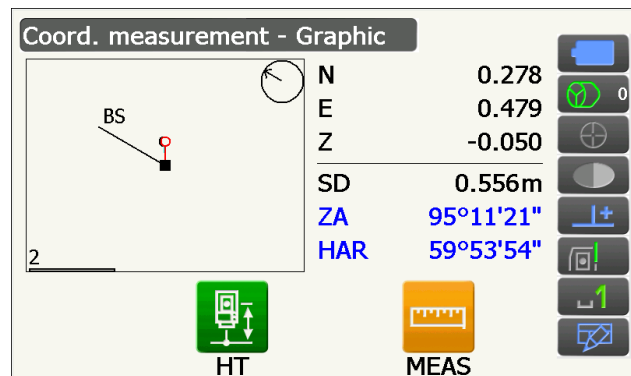 Coord. measurement - Graphic
BS
2
N 0.278
E 0.479
Z -0.050
SD 0.556m
ZA 95°11'21"
HAR 59°53'54"
0
1
HT
MEAS